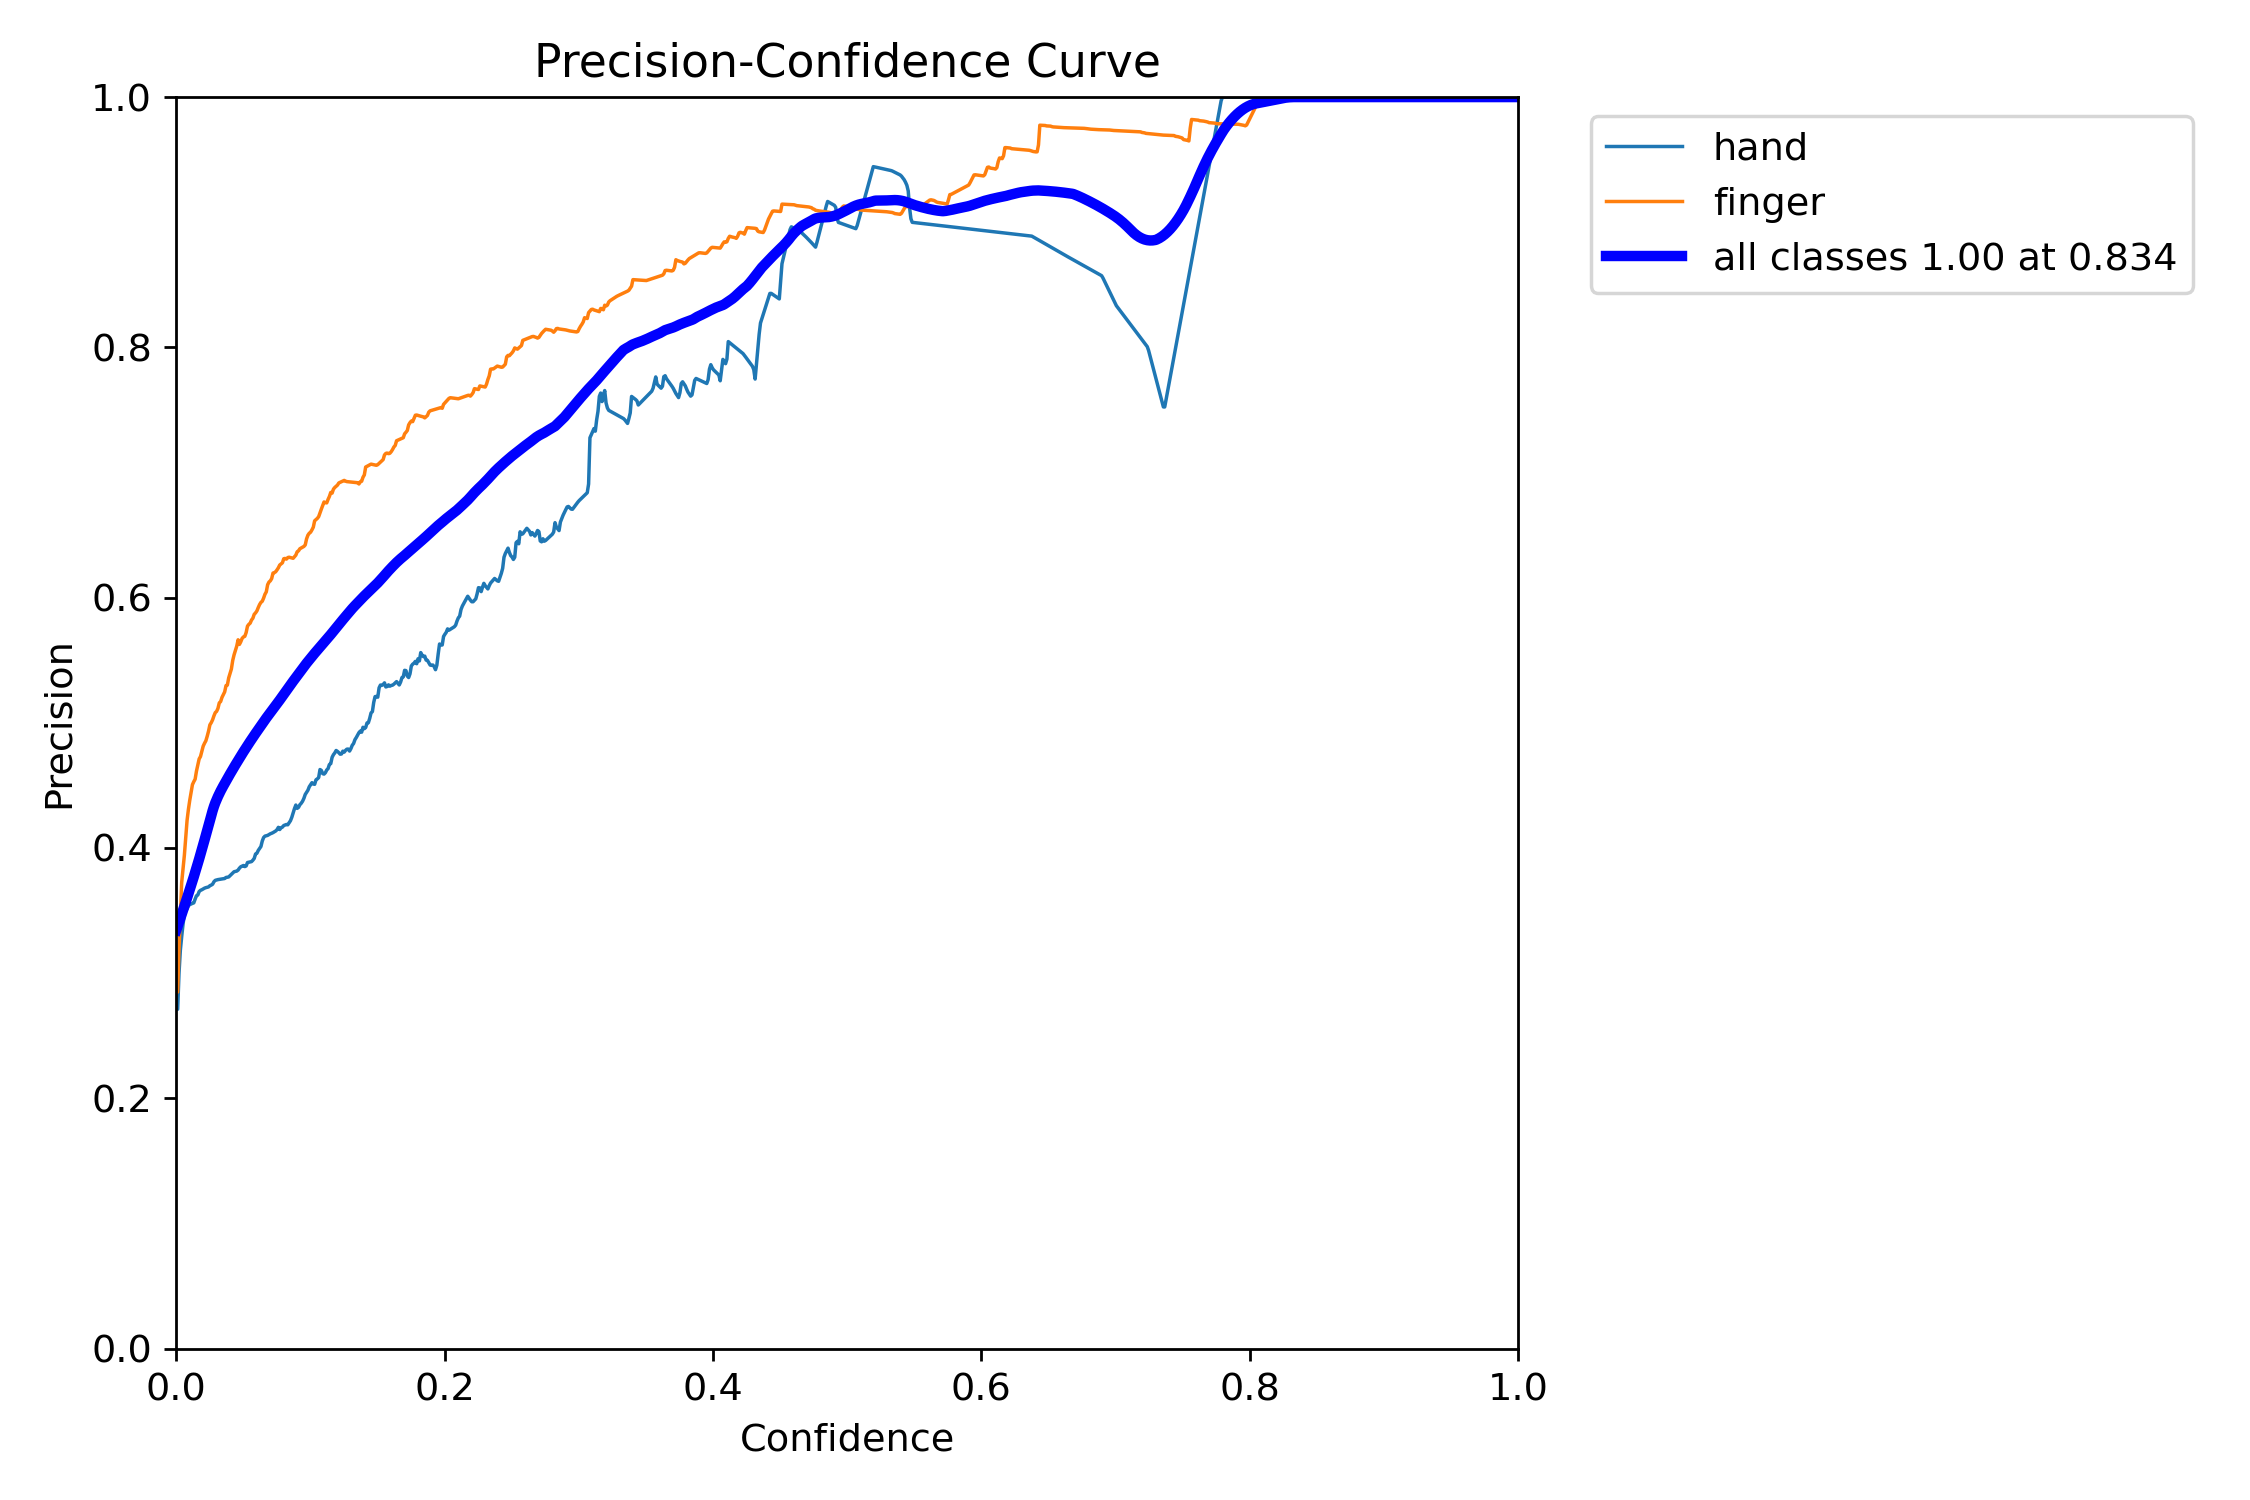 Precision-Confidence Curve
1.0
0.8
0.6
0.4
0.2
0.0
Precision
0.0 0.2 0.4 0.6 0.8 1.0
Confidence
hand
finger
all classes 1.00 at 0.834